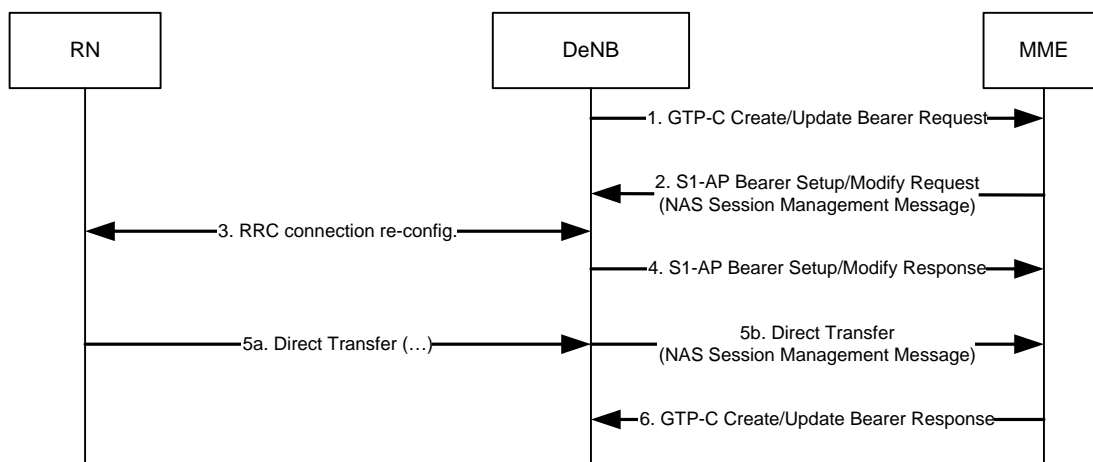 RN
DeNB
MME
1. GTP-C Create/Update Bearer Request
2. S1-AP Bearer Setup/Modify Request
(NAS Session Management Message)
3. RRC connection re-config.
4. S1-AP Bearer Setup/Modify Response
5a. Direct Transfer (…)
5b. Direct Transfer
(NAS Session Management Message)
6. GTP-C Create/Update Bearer Response